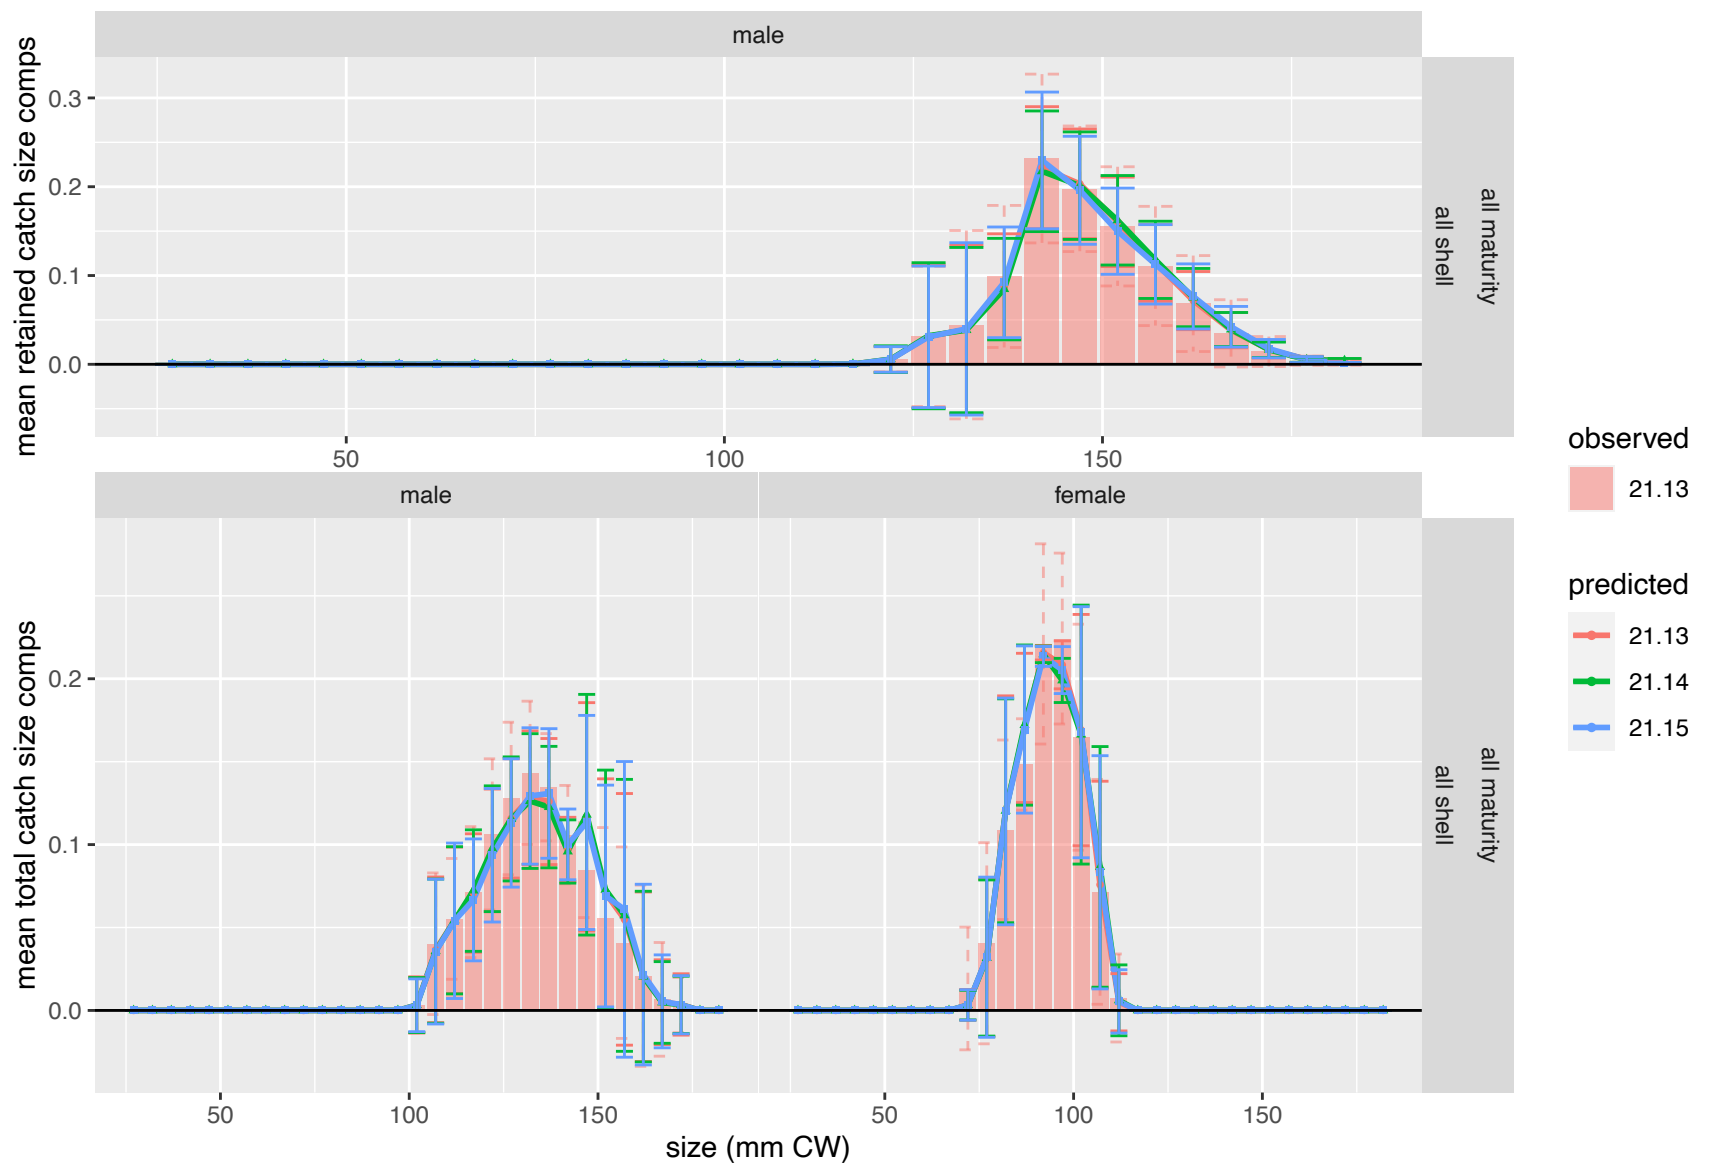 male
mean retained catch size comps
0.3
0.2
0.1
0.0
all maturity
all shell
50
100
150
male
female
mean total catch size comps
0.2
0.1
0.0
all maturity
all shell
50
100
150
50
100
150
size (mm CW)
observed
21.13
predicted
21.13
21.14
21.15